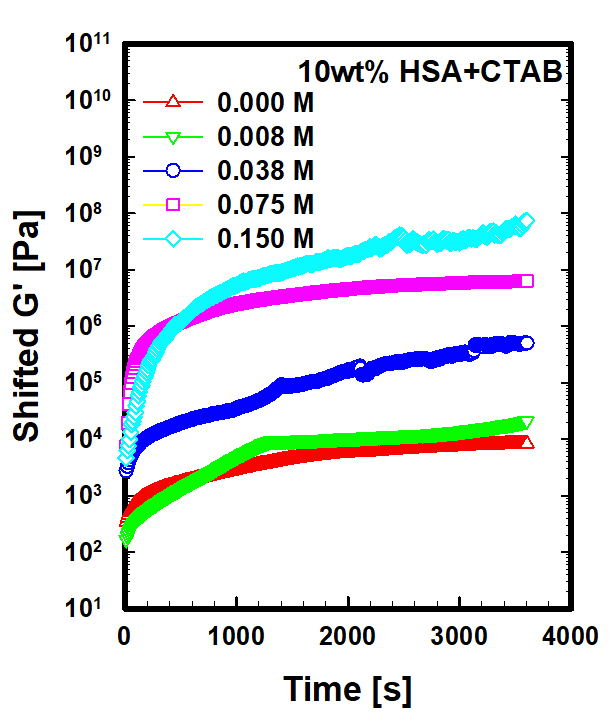 10¹¹
10wt% HSA+CTAB
10¹⁰
0.000 M
0.008 M
10⁹
0.038 M
0.075 M
10⁸
0.150 M
10⁷
10⁶
10⁵
10⁴
10³
10²
10¹
Shifted G' [Pa]
0 1000 2000 3000 4000
Time [s]